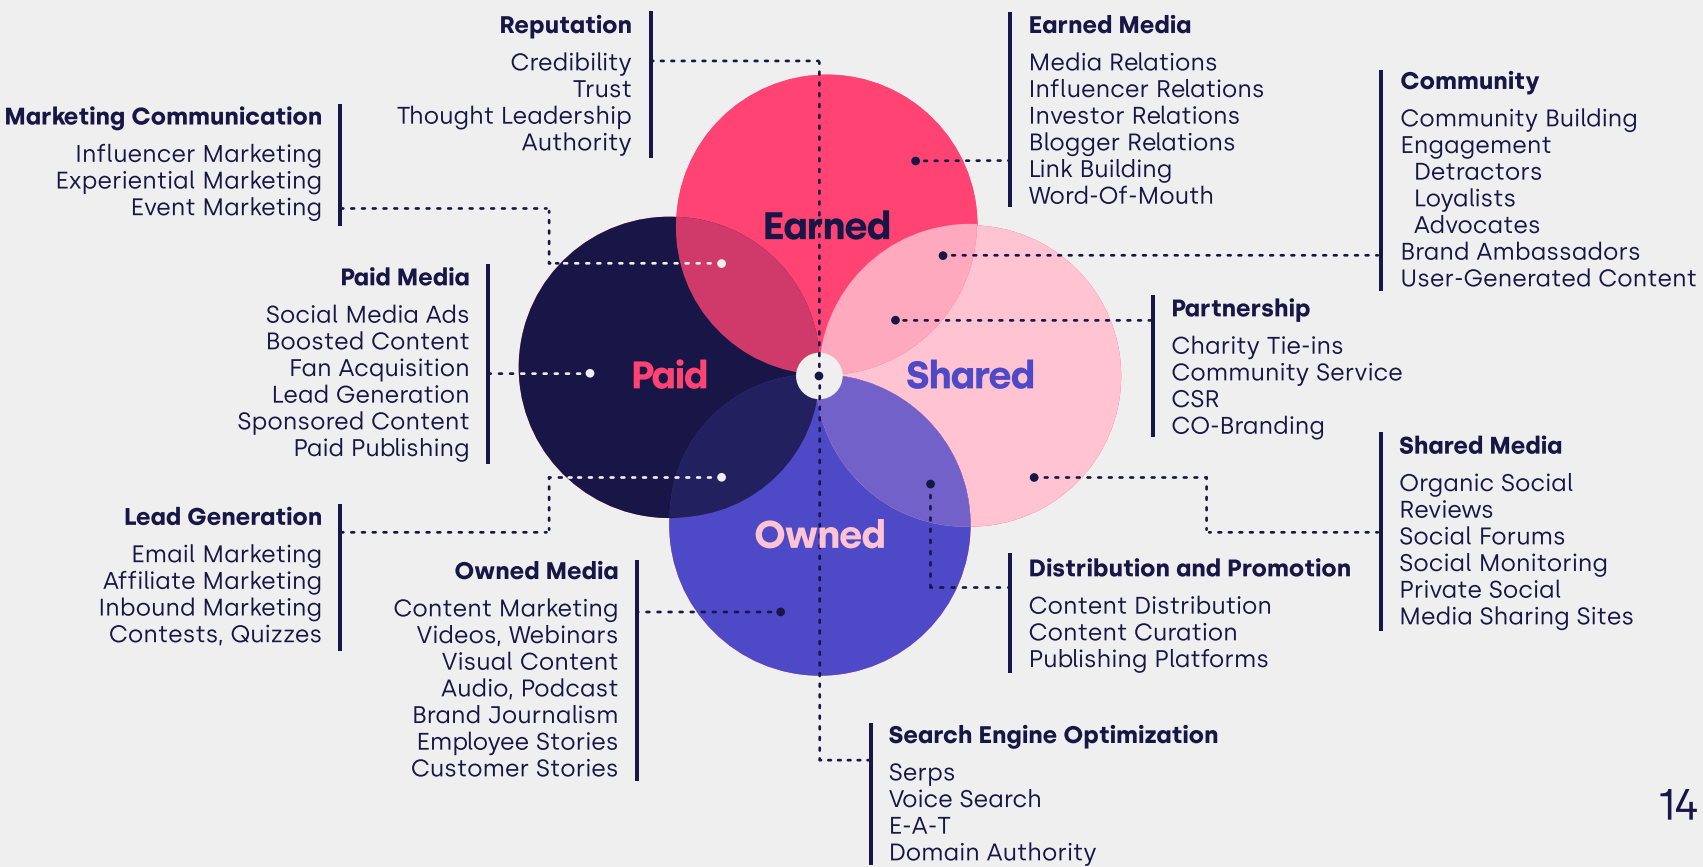 Reputation
Credibility
Trust
Thought Leadership
Authority
Earned Media
Media Relations
Influencer Relations
Investor Relations
Blogger Relations
Link Building
Word-Of-Mouth
Community
Community Building
Engagement
Detractors
Loyalists
Advocates
Brand Ambassadors
User-Generated Content
Marketing Communication
Influencer Marketing
Experiential Marketing
Event Marketing
Paid Media
Social Media Ads
Boosted Content
Fan Acquisition
Lead Generation
Sponsored Content
Paid Publishing
Earned
Paid
Shared
Owned
Partnership
Charity Tie-ins
Community Service
CSR
CO-Branding
Shared Media
Organic Social
Reviews
Social Forums
Social Monitoring
Private Social
Media Sharing Sites
Lead Generation
Email Marketing
Affiliate Marketing
Inbound Marketing
Contests, Quizzes
Owned Media
Content Marketing
Videos, Webinars
Visual Content
Audio, Podcast
Brand Journalism
Employee Stories
Customer Stories
Distribution and Promotion
Content Distribution
Content Curation
Publishing Platforms
Search Engine Optimization
Serps
Voice Search
E-A-T
Domain Authority
14